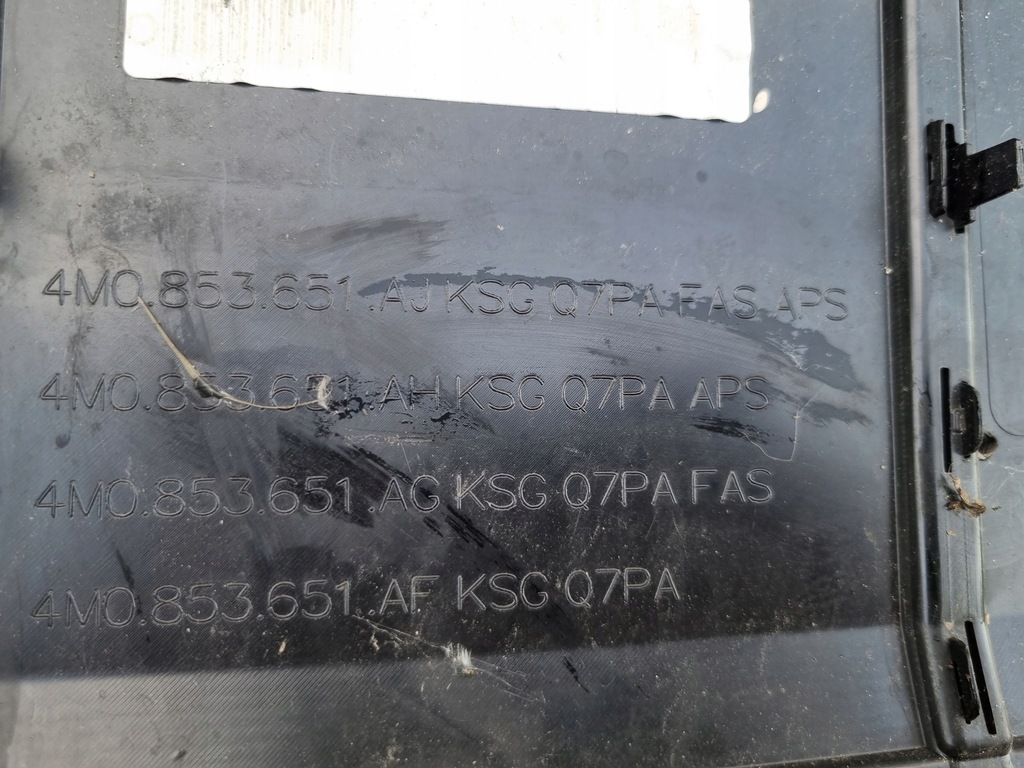 4M0.853.651.AJ KSG Q7PA FAS APS
4M0.853.651.AH KSG Q7PA APS
4M0.853.651.AG KSG Q7PA FAS
4M0.853.651.AF KSG Q7PA